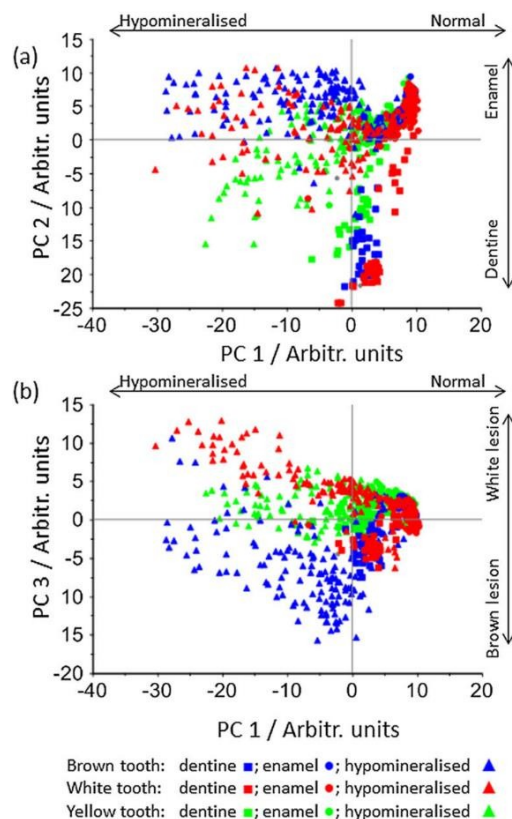 Hypomineralised Normal
(a)
15
10
5
0
-5
10
15
20
-25
-40 -30 -20 -10 0 10 20
PC 2 / Arbitr. units
PC 1 / Arbitr. units
Enamel
Dentine
Hypomineralised Normal
(b)
15
10
5
0
-5
10
15
-20
-40 -30 -20 -10 0 10 20
PC 3 / Arbitr. units
PC 1 / Arbitr. units
White lesion
Brown lesion
Brown tooth: dentine ■; enamel ●; hypomineralised ▲
White tooth: dentine ■; enamel ●; hypomineralised ▲
Yellow tooth: dentine ■; enamel ●; hypomineralised ▲